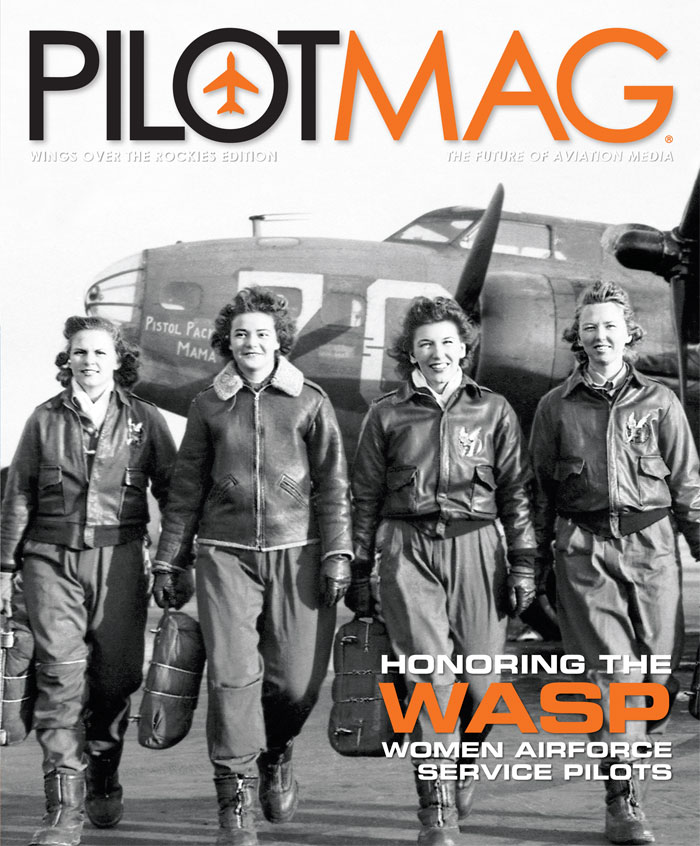 PILOTMAG®
WINGS OVER THE ROCKIES EDITION
THE FUTURE OF AVIATION MEDIA
PISTOL PACK
MAMA
HONORING THE
WASP
WOMEN AIRFORCE
SERVICE PILOTS